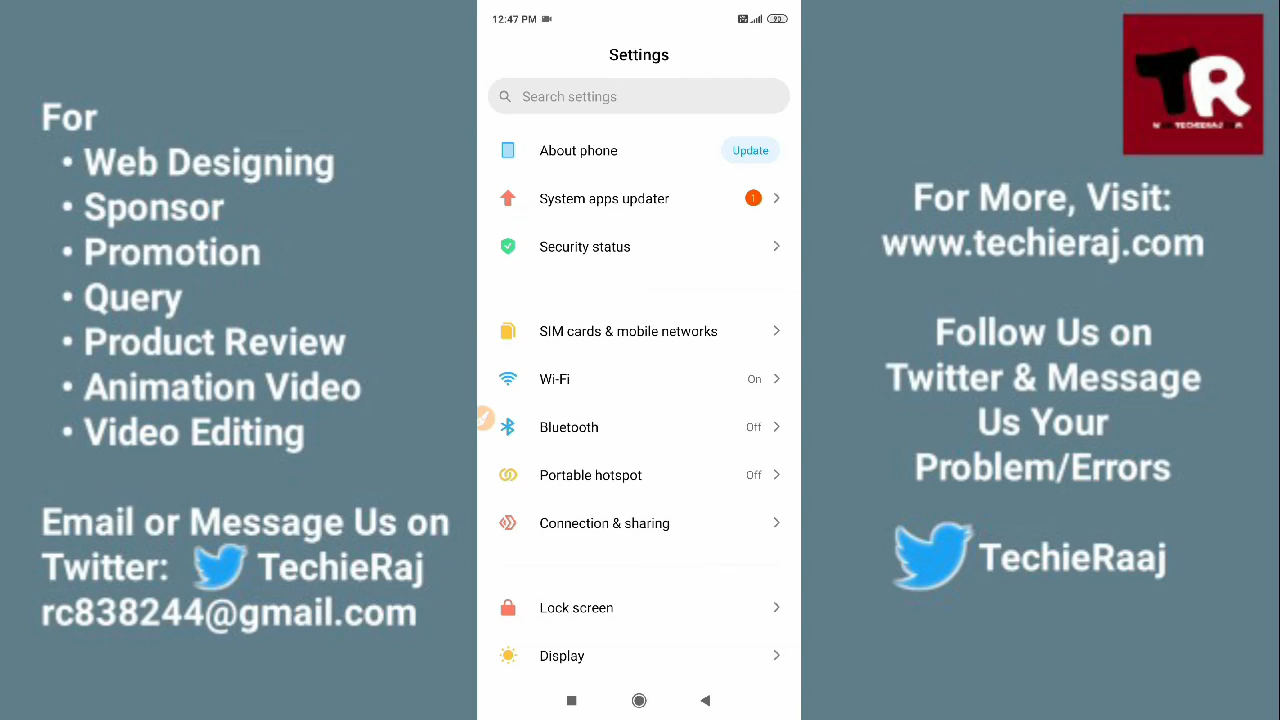 For
• Web Designing
• Sponsor
• Promotion
• Query
• Product Review
• Animation Video
• Video Editing
Email or Message Us on
Twitter: TechieRaj
rc838244@gmail.com
12:47 PM
90
Settings
Search settings
About phone
Update
System apps updater
1
Security status
SIM cards & mobile networks
Wi-Fi
On
Bluetooth
Off
Portable hotspot
Off
Connection & sharing
Lock screen
Display
TR
For More, Visit:
www.techieraj.com
Follow Us on
Twitter & Message
Us Your
Problem/Errors
TechieRaaj